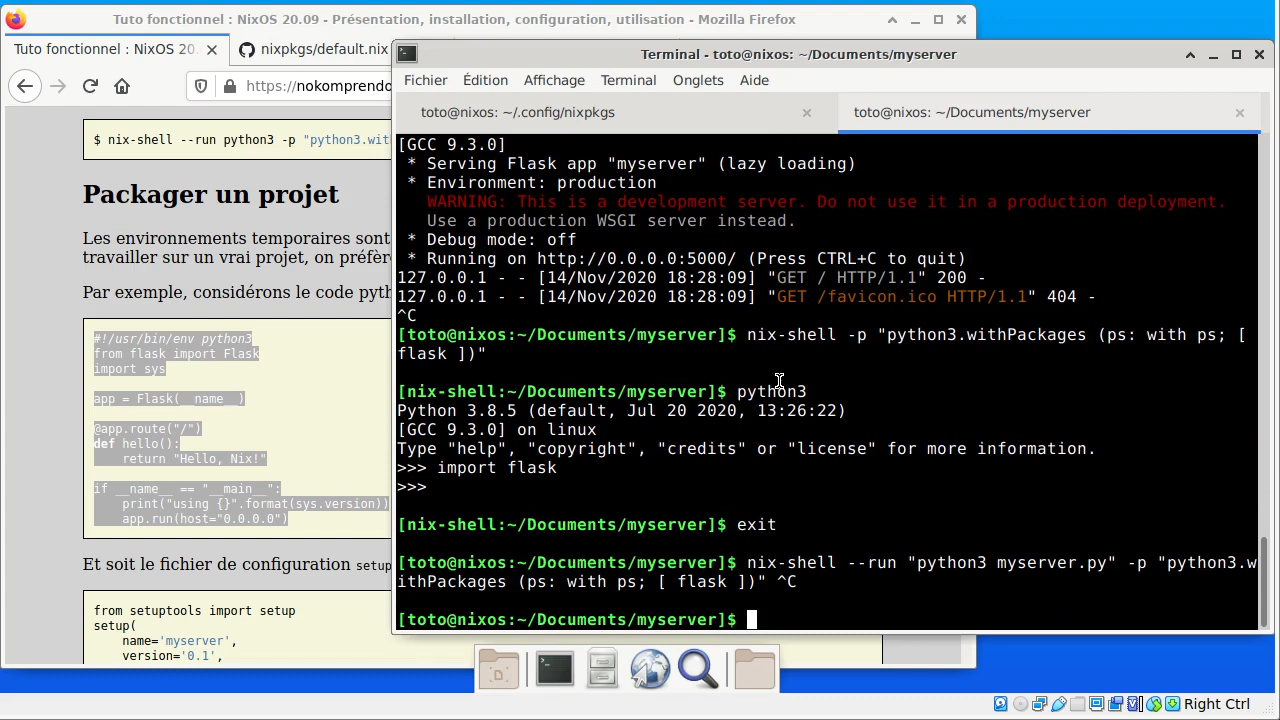 Tuto fonctionnel : NixOS 20.09 - Présentation, installation, configuration, utilisation - Mozilla Firefox
Tuto fonctionnel : NixOS 20.
nixpkgs/default.nix
https://nokomprendo
$ nix-shell --run python3 -p "python3.wit
Packager un projet
Les environnements temporaires sont
travailler sur un vrai projet, on préfèr
Par exemple, considérons le code pyth
#!/usr/bin/env python3
from flask import Flask
import sys
app = Flask(__name__)
@app.route("/")
def hello():
    return "Hello, Nix!"
if __name__ == "__main__":
    print("using {}".format(sys.version))
    app.run(host="0.0.0.0")
Et soit le fichier de configuration setup
from setuptools import setup
setup(
    name='myserver',
    version='0.1',
Terminal - toto@nixos: ~/Documents/myserver
Fichier Édition Affichage Terminal Onglets Aide
toto@nixos: ~/.config/nixpkgs
toto@nixos: ~/Documents/myserver
[GCC 9.3.0]
 * Serving Flask app "myserver" (lazy loading)
 * Environment: production
   WARNING: This is a development server. Do not use it in a production deployment.
   Use a production WSGI server instead.
 * Debug mode: off
 * Running on http://0.0.0.0:5000/ (Press CTRL+C to quit)
127.0.0.1 - - [14/Nov/2020 18:28:09] "GET / HTTP/1.1" 200 -
127.0.0.1 - - [14/Nov/2020 18:28:09] "GET /favicon.ico HTTP/1.1" 404 -
^C
[toto@nixos:~/Documents/myserver]$ nix-shell -p "python3.withPackages (ps: with ps; [
flask ])"
[nix-shell:~/Documents/myserver]$ python3
Python 3.8.5 (default, Jul 20 2020, 13:26:22)
[GCC 9.3.0] on linux
Type "help", "copyright", "credits" or "license" for more information.
>>> import flask
>>>
[nix-shell:~/Documents/myserver]$ exit
[toto@nixos:~/Documents/myserver]$ nix-shell --run "python3 myserver.py" -p "python3.w
ithPackages (ps: with ps; [ flask ])" ^C
[toto@nixos:~/Documents/myserver]$
Right Ctrl